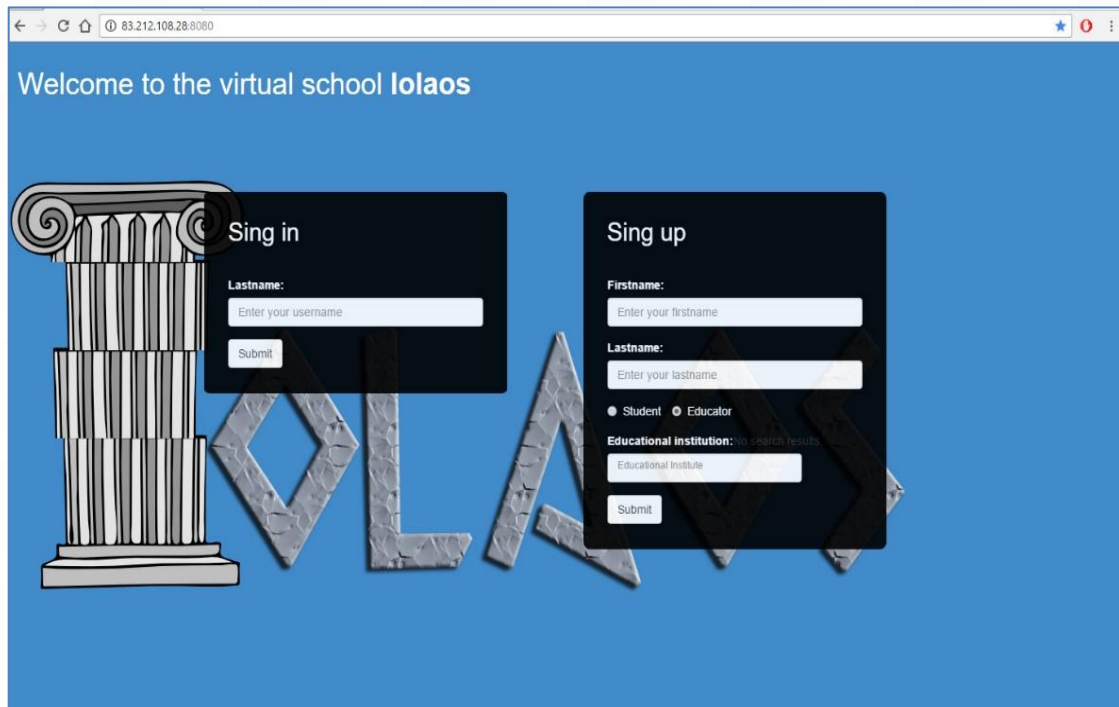 83.212.108.28:8080
Welcome to the virtual school Iolaos
Sing in
Lastname:
Enter your username
Submit
Sing up
Firstname:
Enter your firstname
Lastname:
Enter your lastname
Student Educator
Educational institution:No search results
Educational Institute
Submit
IOLAOS